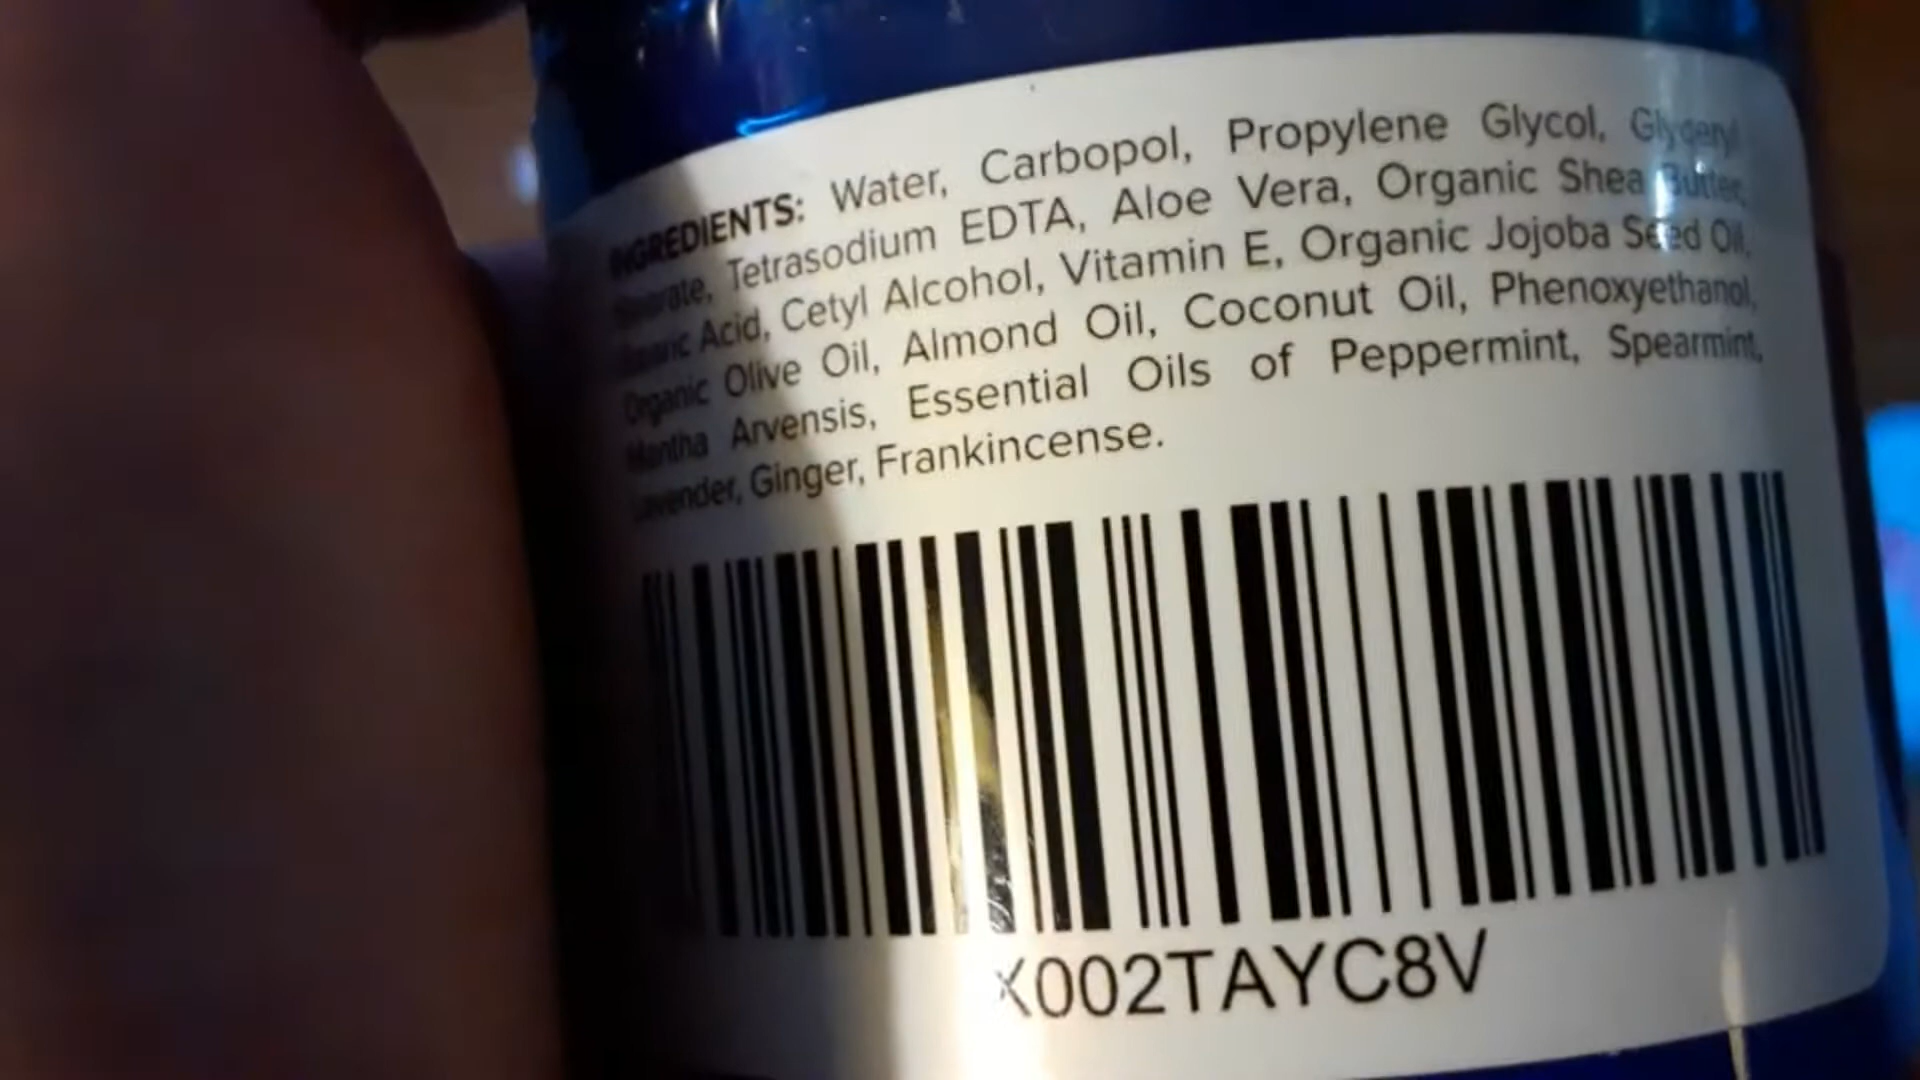 INGREDIENTS: Water, Carbopol, Propylene Glycol, Glyceryl
Stearate, Tetrasodium EDTA, Aloe Vera, Organic Shea Butter,
Stearic Acid, Cetyl Alcohol, Vitamin E, Organic Jojoba Seed Oil,
Organic Olive Oil, Almond Oil, Coconut Oil, Phenoxyethanol,
Mentha Arvensis, Essential Oils of Peppermint, Spearmint,
Lavender, Ginger, Frankincense.
X002TAYC8V